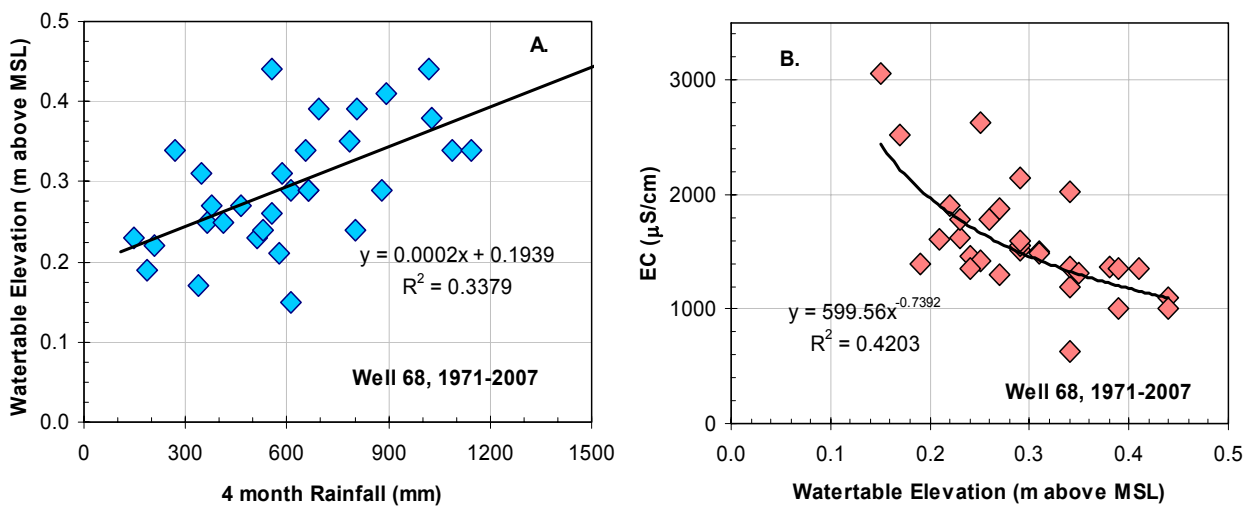 Watertable Elevation (m above MSL)
0.5
0.4
0.3
0.2
0.1
0.0
A.
y = 0.0002x + 0.1939
R² = 0.3379
Well 68, 1971-2007
0 300 600 900 1200 1500
4 month Rainfall (mm)
EC (µS/cm)
3000
2000
1000
0
B.
y = 599.56x⁻⁰·⁷³⁹²
R² = 0.4203
Well 68, 1971-2007
0.0 0.1 0.2 0.3 0.4 0.5
Watertable Elevation (m above MSL)